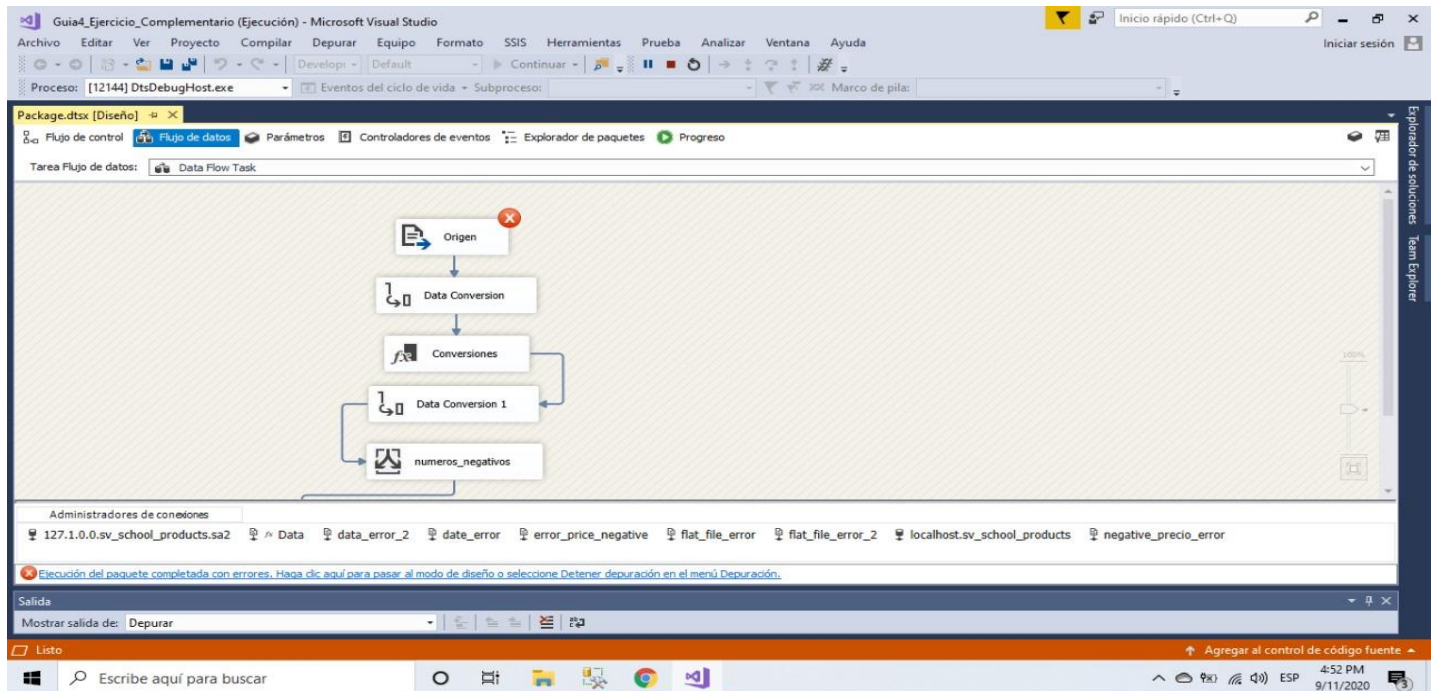 Guia4_Ejercicio_Complementario (Ejecución) - Microsoft Visual Studio
Inicio rápido (Ctrl+Q)
Archivo Editar Ver Proyecto Compilar Depurar Equipo Formato SSIS Herramientas Prueba Analizar Ventana Ayuda
Iniciar sesión
Develop Default Continuar
Proceso: [12144] DtsDebugHost.exe Eventos del ciclo de vida Subproceso: Marco de pila:
Package.dtsx [Diseño]
Flujo de control Flujo de datos Parámetros Controladores de eventos Explorador de paquetes Progreso
Tarea Flujo de datos: Data Flow Task
Origen
Data Conversion
Conversiones
Data Conversion 1
numeros_negativos
100%
Explorador de soluciones
Team Explorer
Administradores de conexiones
127.1.0.0.sv_school_products.sa2 fx Data data_error_2 date_error error_price_negative flat_file_error flat_file_error_2 localhost.sv_school_products negative_precio_error
Ejecución del paquete completada con errores. Haga clic aquí para pasar al modo de diseño o seleccione Detener depuración en el menú Depuración.
Salida
Mostrar salida de: Depurar
Listo
Agregar al control de código fuente
Escribe aquí para buscar
ESP
4:52 PM
9/11/2020
3